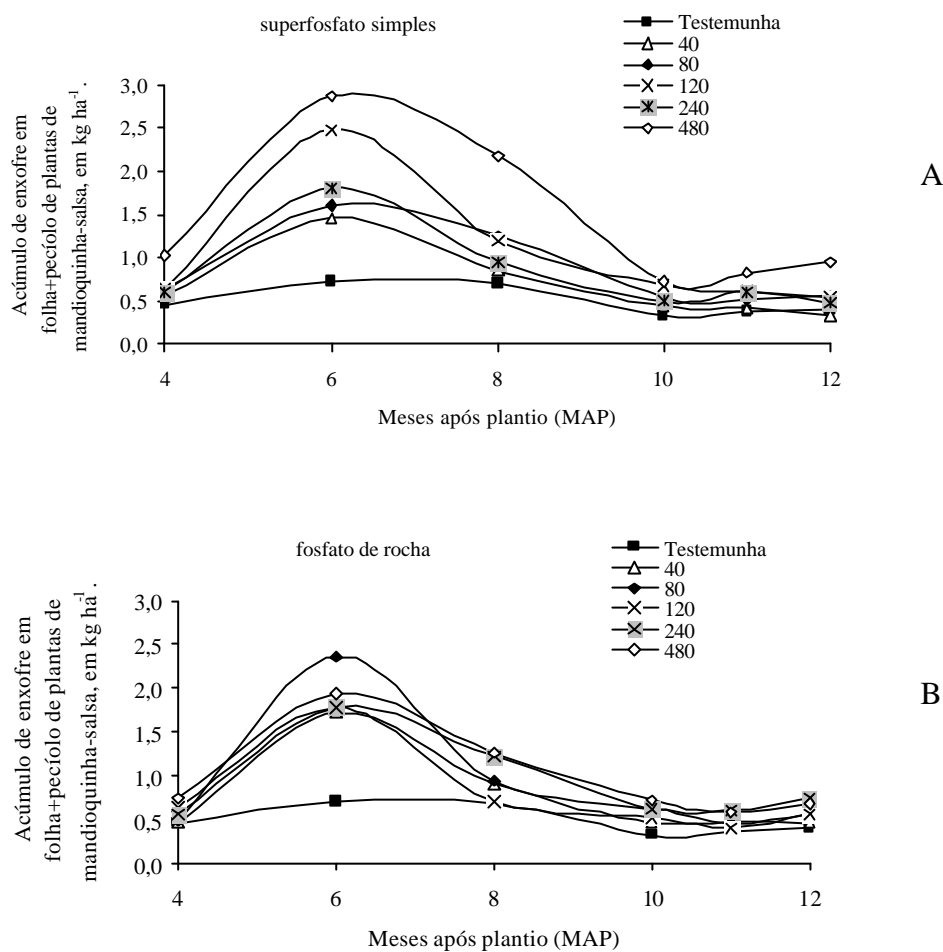 superfosfato simples
Testemunha
40
80
120
240
480
Acúmulo de enxofre em
folha+pecíolo de plantas de
mandioquinha-salsa, em kg ha-1.
3,0
2,5
2,0
1,5
1,0
0,5
0,0
4
6
8
10
12
Meses após plantio (MAP)
A
fosfato de rocha
Testemunha
40
80
120
240
480
Acúmulo de enxofre em
folha+pecíolo de plantas de
mandioquinha-salsa, em kg ha-1.
3,0
2,5
2,0
1,5
1,0
0,5
0,0
4
6
8
10
12
Meses após plantio (MAP)
B